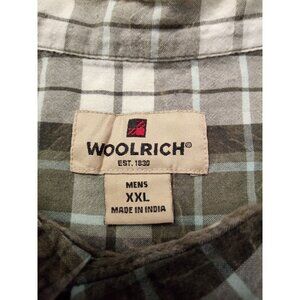 WOOLRICH®
EST. 1830
MENS
XXL
MADE IN INDIA